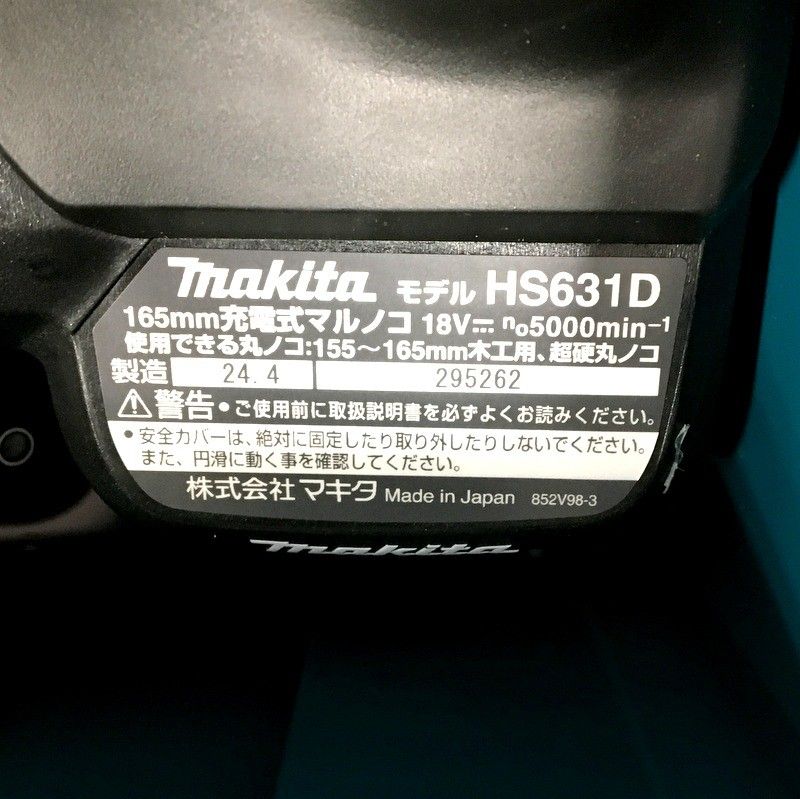 makita モデル HS631D
165mm充電式マルノコ 18V⎓ n₀5000min⁻¹
使用できる丸ノコ:155～165mm木工用、超硬丸ノコ
製造 24.4 295262
⚠警告・ご使用前に取扱説明書を必ずよくお読みください。
・安全カバーは、絶対に固定したり取り外したりしないでください。
また、円滑に動く事を確認してください。
株式会社マキタ Made in Japan 852V98-3
makita